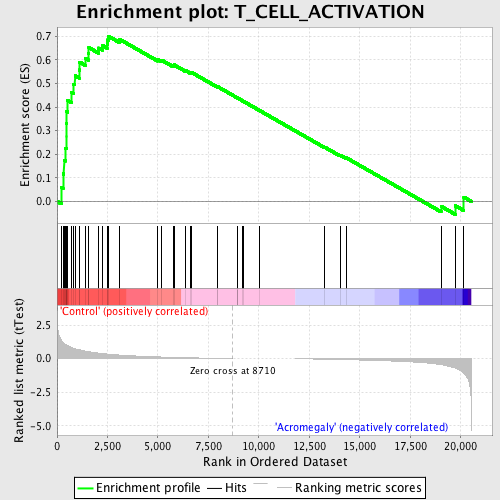 Enrichment plot: T_CELL_ACTIVATION
Enrichment score (ES)
0.7
0.6
0.5
0.4
0.3
0.2
0.1
0.0
'Control' (positively correlated)
Ranked list metric (tTest)
2.5
0.0
-2.5
-5.0
Zero cross at 8710
'Acromegaly' (negatively correlated)
0 2,500 5,000 7,500 10,000 12,500 15,000 17,500 20,000
Rank in Ordered Dataset
Enrichment profile Hits Ranking metric scores